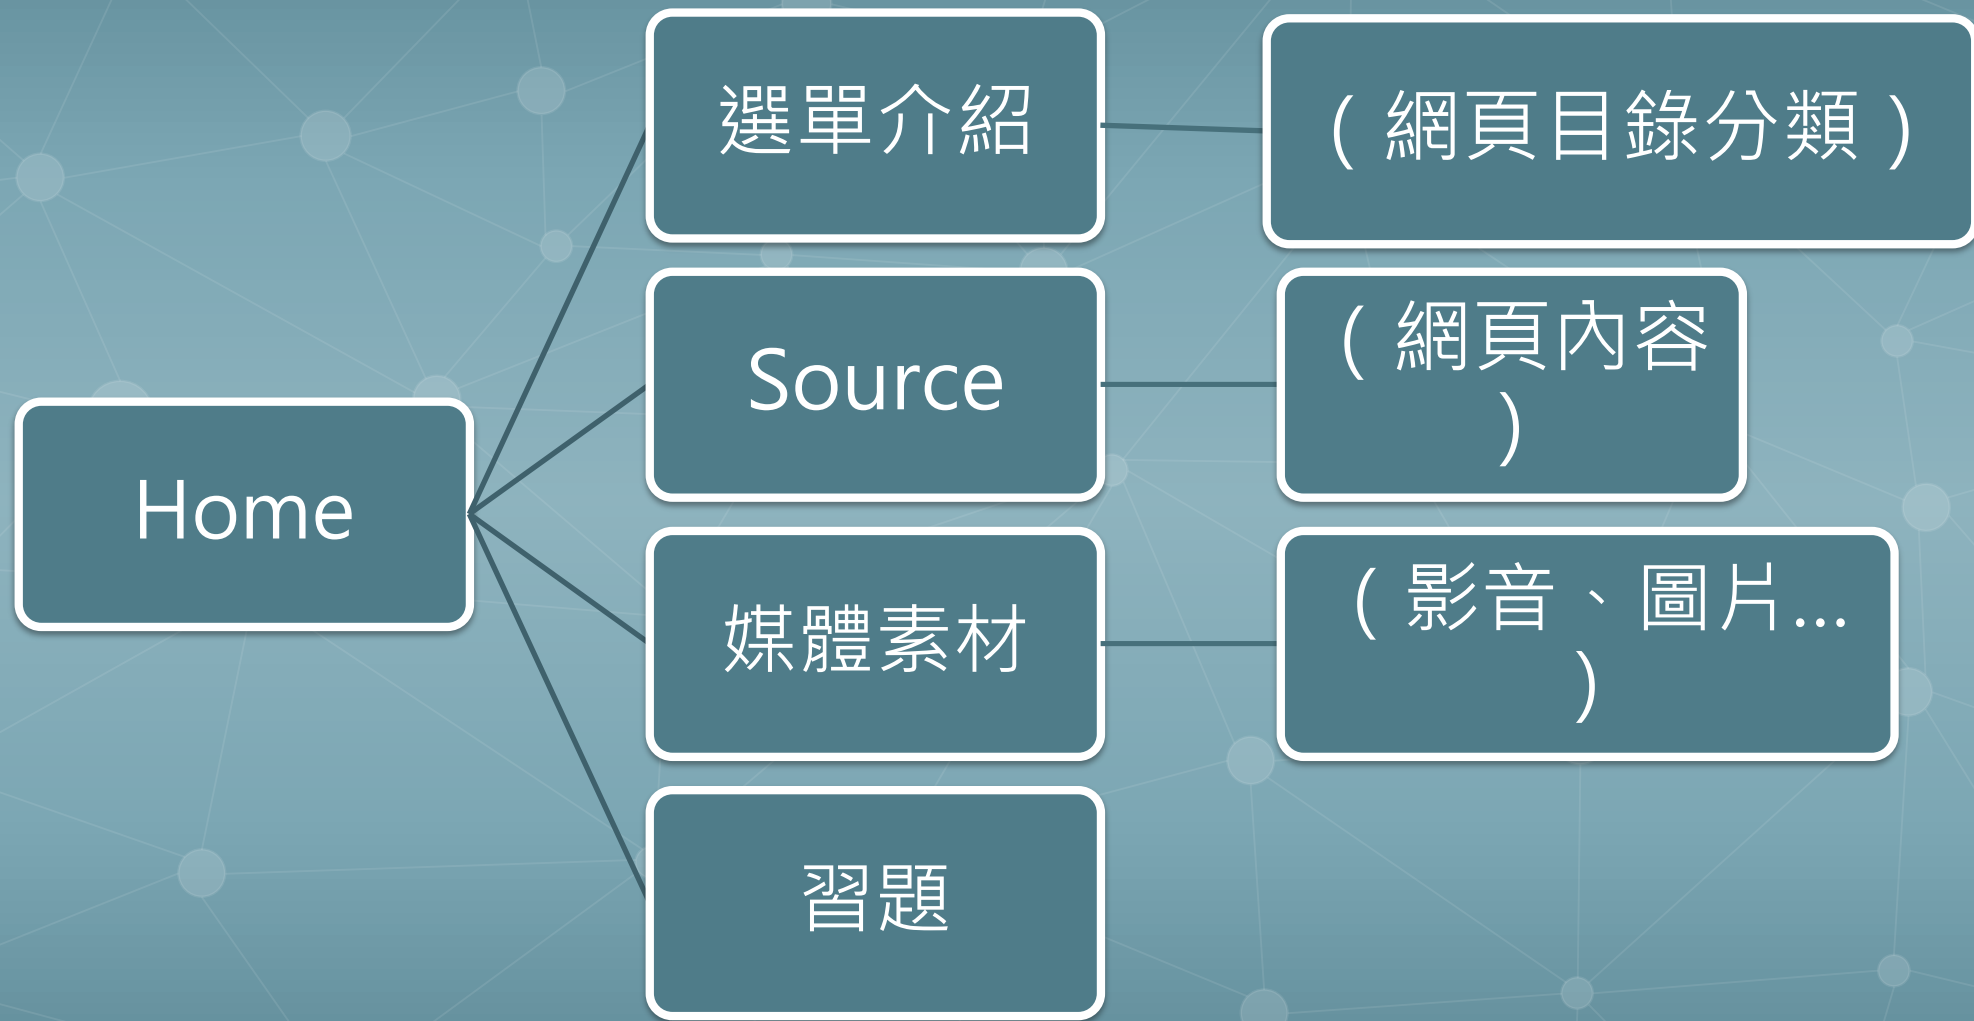 Home
選單介紹
(網頁目錄分類)
Source
(網頁內容
)
媒體素材
(影音、圖片...
)
習題